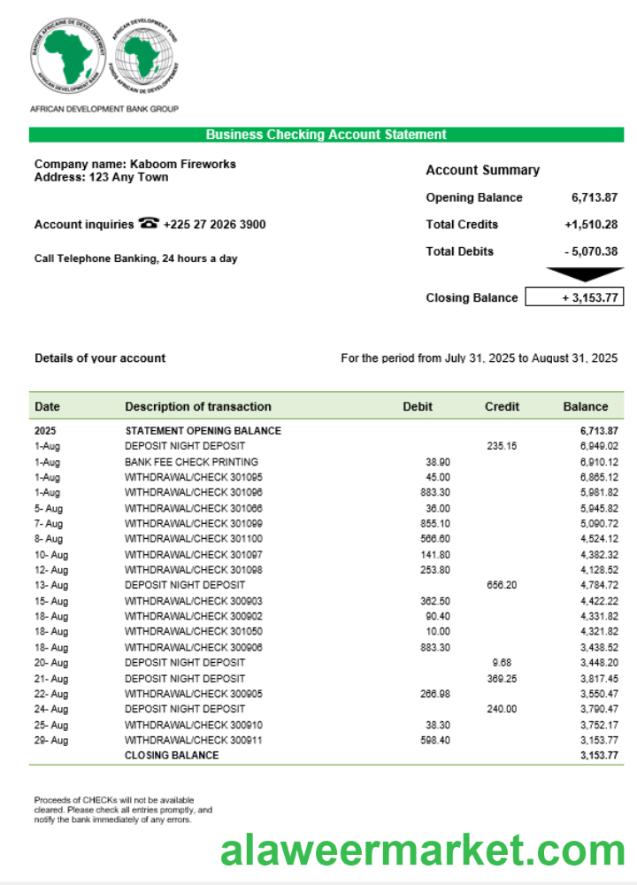 BANQUE AFRICAINE DE DEVELOPPEMENT
AFRICAN DEVELOPMENT BANK
AFRICAN DEVELOPMENT FUND
FONDS AFRICAIN DE DEVELOPPEMENT
AFRICAN DEVELOPMENT BANK GROUP
Business Checking Account Statement
Company name: Kaboom Fireworks
Address: 123 Any Town
Account inquiries ☎ +225 27 2026 3900
Call Telephone Banking, 24 hours a day
Account Summary
Opening Balance 6,713.87
Total Credits +1,510.28
Total Debits - 5,070.38
Closing Balance + 3,153.77
Details of your account For the period from July 31, 2025 to August 31, 2025
Date Description of transaction Debit Credit Balance
2025 STATEMENT OPENING BALANCE 6,713.87
1-Aug DEPOSIT NIGHT DEPOSIT 235.15 6,949.02
1-Aug BANK FEE CHECK PRINTING 38.90 6,910.12
1-Aug WITHDRAWAL/CHECK 301095 45.00 6,865.12
1-Aug WITHDRAWAL/CHECK 301096 883.30 5,981.82
5- Aug WITHDRAWAL/CHECK 301066 36.00 5,945.82
7- Aug WITHDRAWAL/CHECK 301099 855.10 5,090.72
8- Aug WITHDRAWAL/CHECK 301100 566.60 4,524.12
10- Aug WITHDRAWAL/CHECK 301097 141.80 4,382.32
12- Aug WITHDRAWAL/CHECK 301098 253.80 4,128.52
13- Aug DEPOSIT NIGHT DEPOSIT 656.20 4,784.72
15- Aug WITHDRAWAL/CHECK 300903 362.50 4,422.22
18- Aug WITHDRAWAL/CHECK 300902 90.40 4,331.82
18- Aug WITHDRAWAL/CHECK 301050 10.00 4,321.82
18- Aug WITHDRAWAL/CHECK 300906 883.30 3,438.52
20- Aug DEPOSIT NIGHT DEPOSIT 9.68 3,448.20
21- Aug DEPOSIT NIGHT DEPOSIT 369.25 3,817.45
22- Aug WITHDRAWAL/CHECK 300905 266.98 3,550.47
24- Aug DEPOSIT NIGHT DEPOSIT 240.00 3,790.47
25- Aug WITHDRAWAL/CHECK 300910 38.30 3,752.17
29- Aug WITHDRAWAL/CHECK 300911 598.40 3,153.77
CLOSING BALANCE 3,153.77
Proceeds of CHECKs will not be available
cleared. Please check all entries promptly, and
notify the bank immediately of any errors.
alaweermarket.com